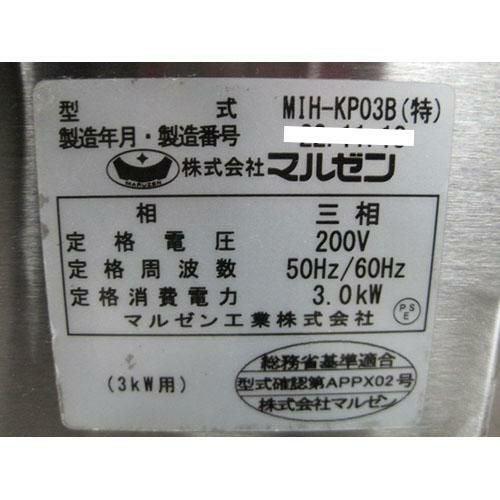 型式 MIH-KP03B(特)
製造年月・製造番号
MARUZEN 株式会社マルゼン
相 三相
定格電圧 200V
定格周波数 50Hz/60Hz
定格消費電力 3.0kW
マルゼン工業株式会社
PSE
(3kW用)
総務省基準適合
型式確認第APPX02号
株式会社マルゼン